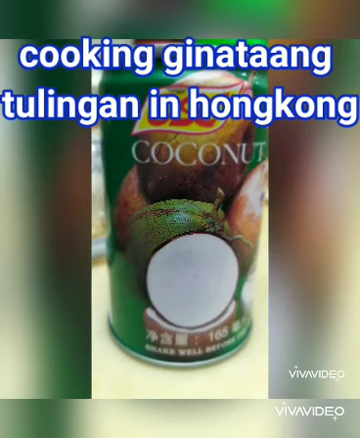 cooking ginataang
tulingan in hongkong
COCONUT
净含量: 165
SHAKE WELL BEFORE
VIVAVIDEO
VIVAVIDEO